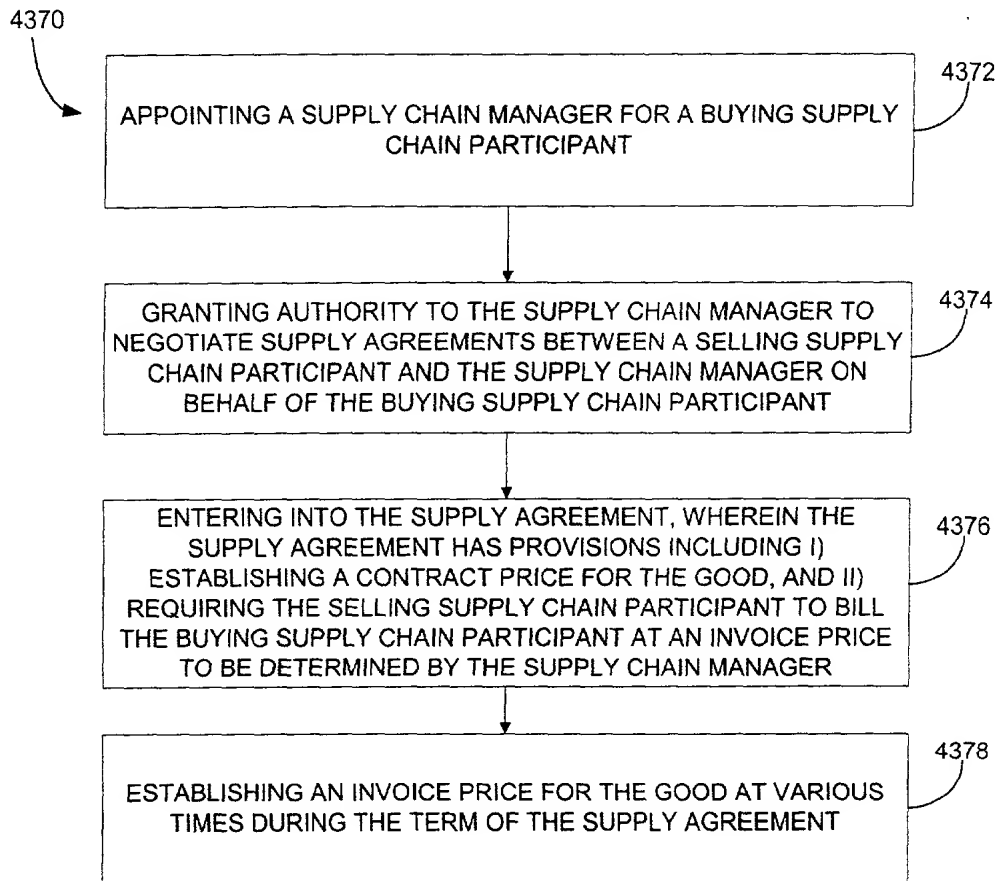 4370
4372
APPOINTING A SUPPLY CHAIN MANAGER FOR A BUYING SUPPLY
CHAIN PARTICIPANT
4374
GRANTING AUTHORITY TO THE SUPPLY CHAIN MANAGER TO
NEGOTIATE SUPPLY AGREEMENTS BETWEEN A SELLING SUPPLY
CHAIN PARTICIPANT AND THE SUPPLY CHAIN MANAGER ON
BEHALF OF THE BUYING SUPPLY CHAIN PARTICIPANT
4376
ENTERING INTO THE SUPPLY AGREEMENT, WHEREIN THE
SUPPLY AGREEMENT HAS PROVISIONS INCLUDING I)
ESTABLISHING A CONTRACT PRICE FOR THE GOOD, AND II)
REQUIRING THE SELLING SUPPLY CHAIN PARTICIPANT TO BILL
THE BUYING SUPPLY CHAIN PARTICIPANT AT AN INVOICE PRICE
TO BE DETERMINED BY THE SUPPLY CHAIN MANAGER
4378
ESTABLISHING AN INVOICE PRICE FOR THE GOOD AT VARIOUS
TIMES DURING THE TERM OF THE SUPPLY AGREEMENT